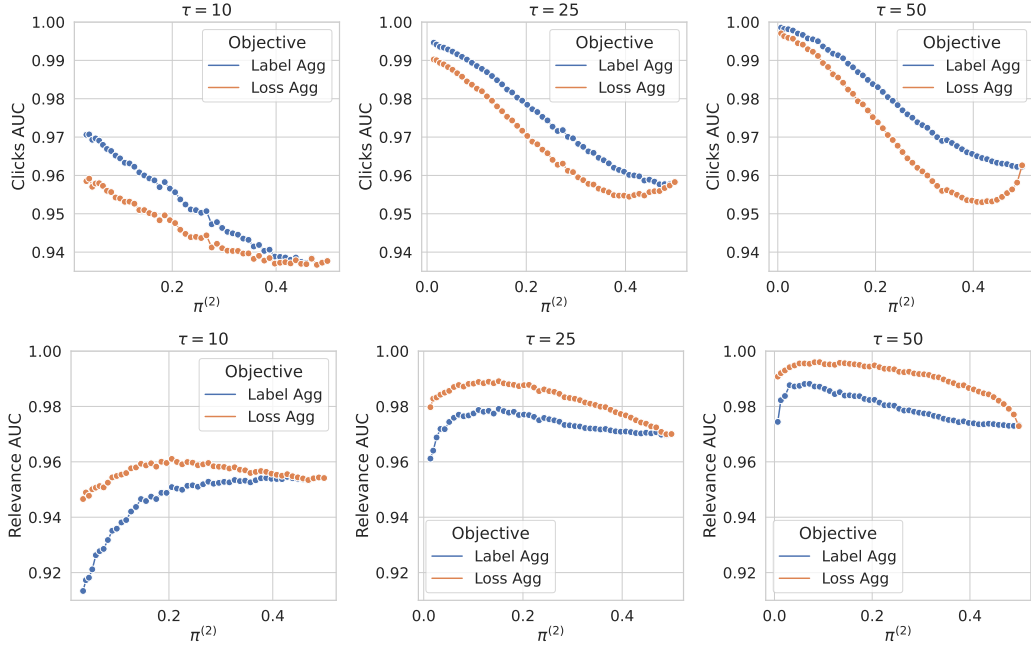 τ = 10
1.00
0.99
0.98
0.97
0.96
0.95
0.94
Clicks AUC
Objective
Label Agg
Loss Agg
0.2
0.4
π(2)
τ = 25
1.00
0.99
0.98
0.97
0.96
0.95
0.94
Clicks AUC
Objective
Label Agg
Loss Agg
0.0
0.2
0.4
π(2)
τ = 50
1.00
0.99
0.98
0.97
0.96
0.95
0.94
Clicks AUC
Objective
Label Agg
Loss Agg
0.0
0.2
0.4
π(2)
τ = 10
1.00
0.98
0.96
0.94
0.92
Relevance AUC
Objective
Label Agg
Loss Agg
0.2
0.4
π(2)
τ = 25
1.00
0.98
0.96
0.94
0.92
Relevance AUC
Objective
Label Agg
Loss Agg
0.0
0.2
0.4
π(2)
τ = 50
1.00
0.98
0.96
0.94
0.92
Relevance AUC
Objective
Label Agg
Loss Agg
0.0
0.2
0.4
π(2)